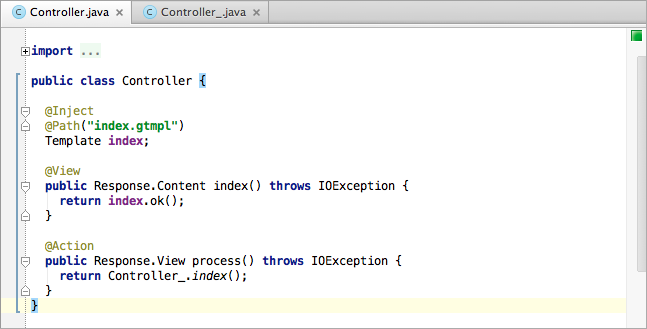 Controller.java Controller_.java
import ...
public class Controller {
@Inject
@Path("index.gtmpl")
Template index;
@View
public Response.Content index() throws IOException {
return index.ok();
}
@Action
public Response.View process() throws IOException {
return Controller_.index();
}
}